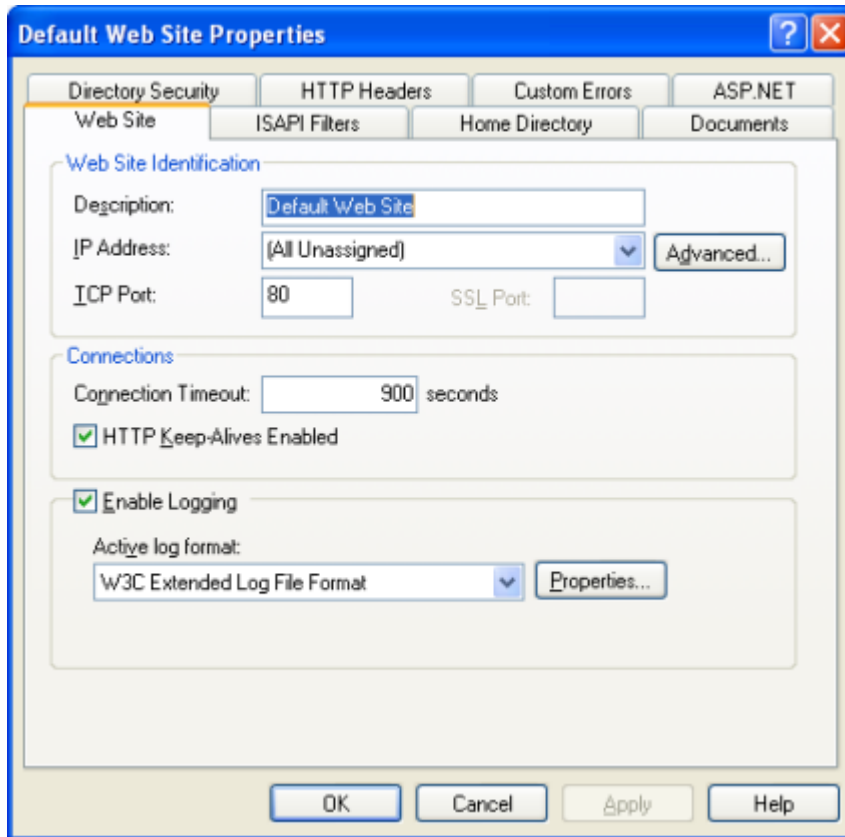 Default Web Site Properties
Directory Security HTTP Headers Custom Errors ASP.NET
Web Site ISAPI Filters Home Directory Documents
Web Site Identification
Description: Default Web Site
IP Address: (All Unassigned) Advanced...
TCP Port: 80 SSL Port:
Connections
Connection Timeout: 900 seconds
HTTP Keep-Alives Enabled
Enable Logging
Active log format:
W3C Extended Log File Format Properties...
OK Cancel Apply Help